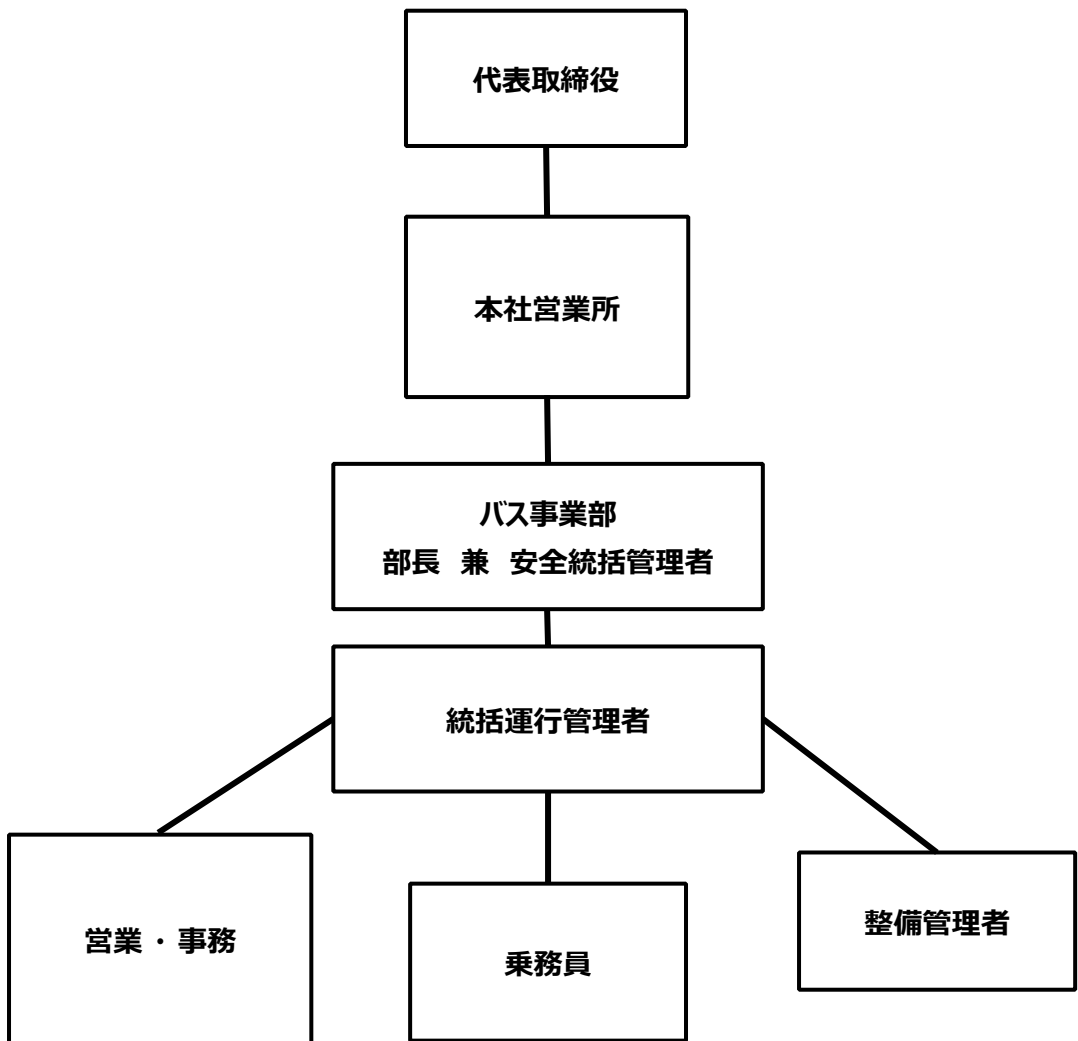 代表取締役
本社営業所
バス事業部
部長　兼　安全統括管理者
統括運行管理者
営業・事務
乗務員
整備管理者